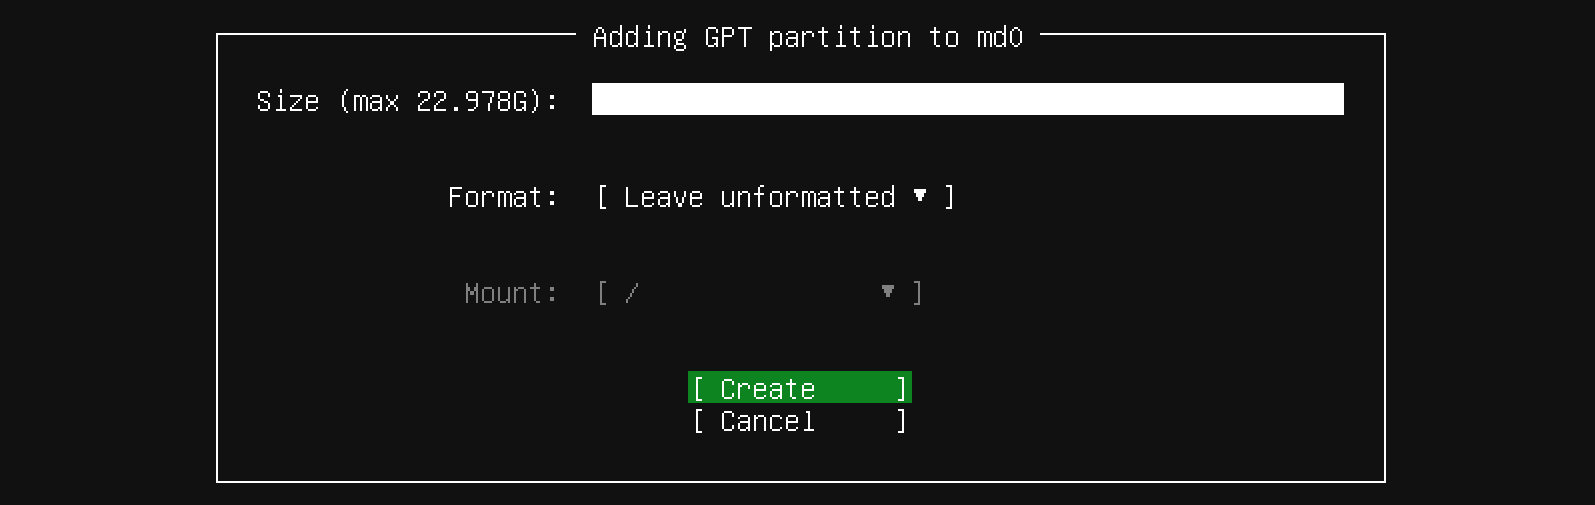 Adding GPT partition to md0
Size (max 22.978G):
Format: [ Leave unformatted ▾ ]
Mount: [ / ▾ ]
[ Create ]
[ Cancel ]